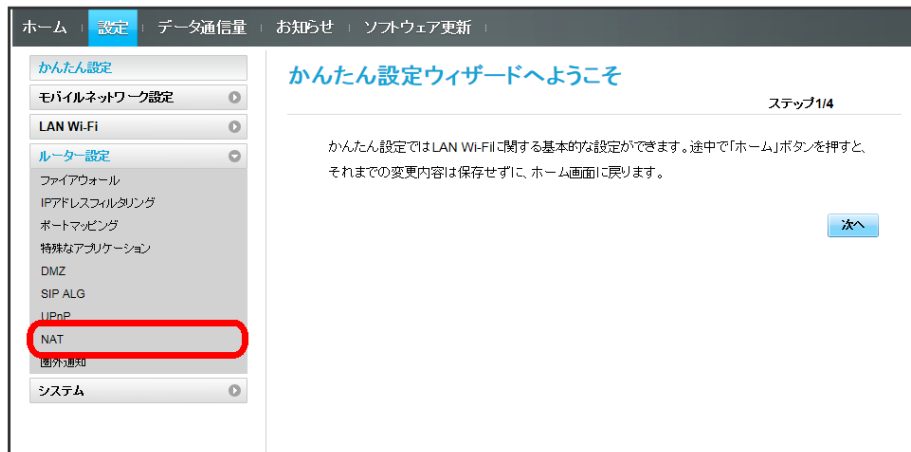 ホーム 設定 データ通信量 お知らせ ソフトウェア更新
かんたん設定
モバイルネットワーク設定
LAN Wi-Fi
ルーター設定
ファイアウォール
IPアドレスフィルタリング
ポートマッピング
特殊なアプリケーション
DMZ
SIP ALG
UPnP
NAT
圏外通知
システム
かんたん設定ウィザードへようこそ
ステップ1/4
かんたん設定ではLAN Wi-Fiに関する基本的な設定ができます。途中で「ホーム」ボタンを押すと、
それまでの変更内容は保存せずに、ホーム画面に戻ります。
次へ